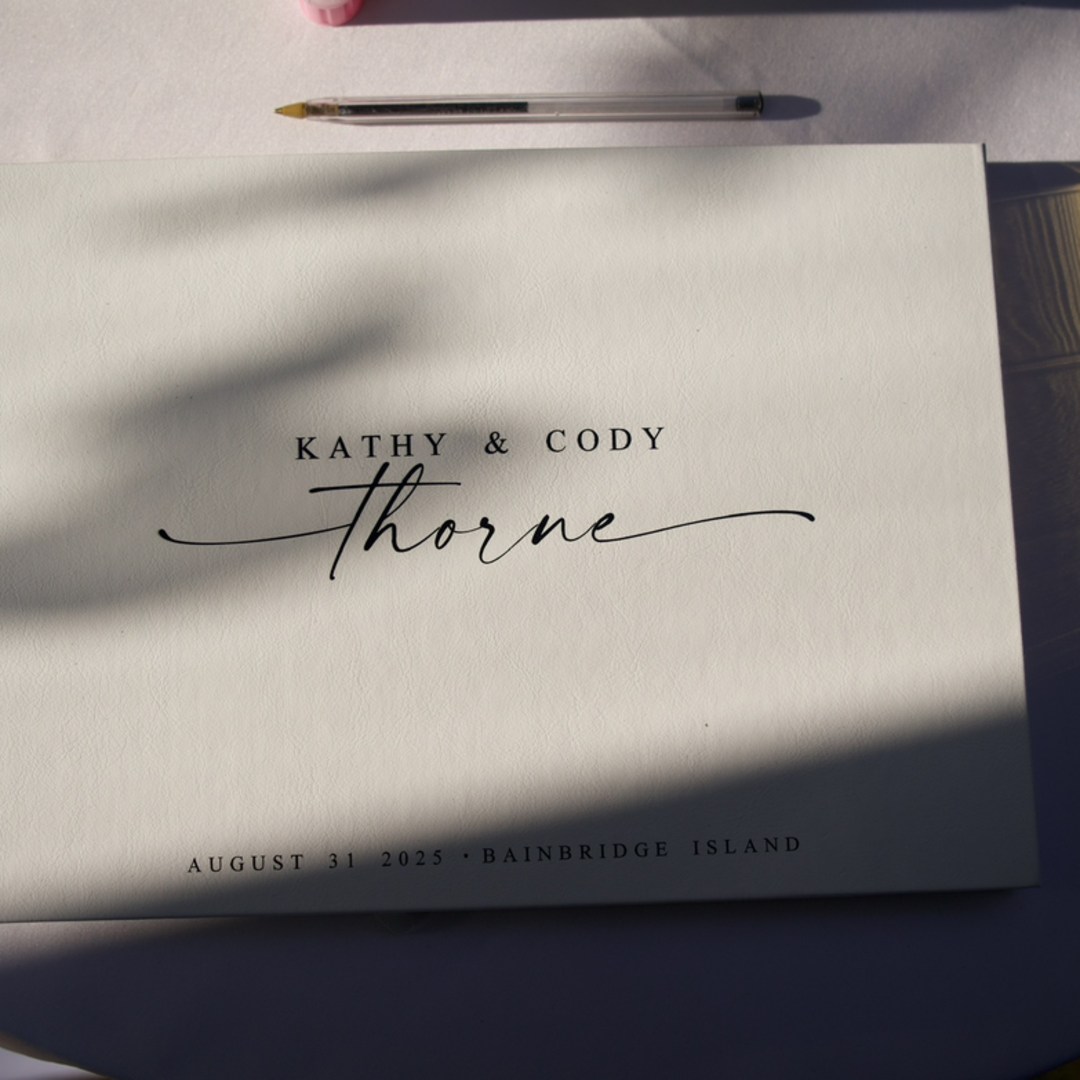 KATHY & CODY
thorne
AUGUST 31 2025 · BAINBRIDGE ISLAND